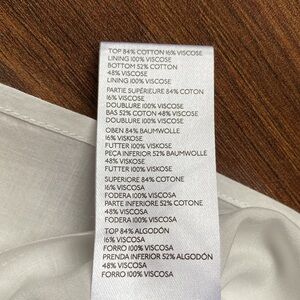 TOP 84% COTTON 16% VISCOSE
LINING 100% VISCOSE
BOTTOM 52% COTTON
48% VISCOSE
LINING 100% VISCOSE
PARTIE SUPÉRIEURE 84% COTON
16% VISCOSE
DOUBLURE 100% VISCOSE
BAS 52% COTON 48% VISCOSE
DOUBLURE 100% VISCOSE
OBEN 84% BAUMWOLLE
16% VISKOSE
FUTTER 100% VISKOSE
PECA INFERIOR 52% BAUMWOLLE
48% VISKOSE
FUTTER 100% VISKOSE
SUPERIORE 84% COTONE
16% VISCOSA
FODERA 100% VISCOSA
PARTE INFERIORE 52% COTONE
48% VISCOSA
FODERA 100% VISCOSA
TOP 84% ALGODÓN
16% VISCOSA
FORRO 100% VISCOSA
PRENDA INFERIOR 52% ALGODÓN
48% VISCOSA
FORRO 100% VISCOSA